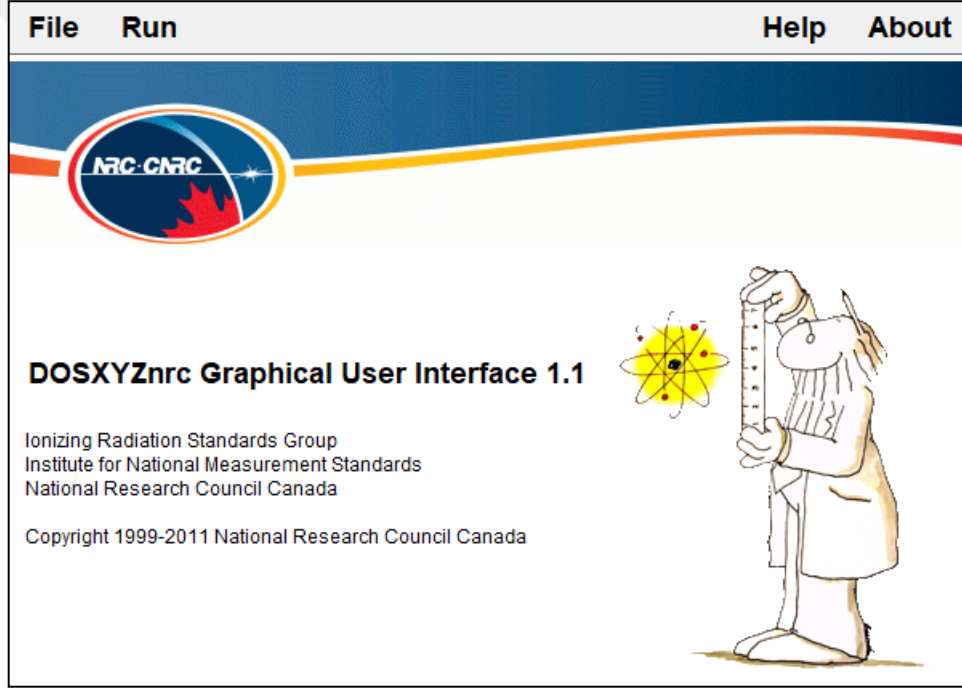 File Run Help About
NRC·CNRC
DOSXYZnrc Graphical User Interface 1.1
Ionizing Radiation Standards Group
Institute for National Measurement Standards
National Research Council Canada
Copyright 1999-2011 National Research Council Canada